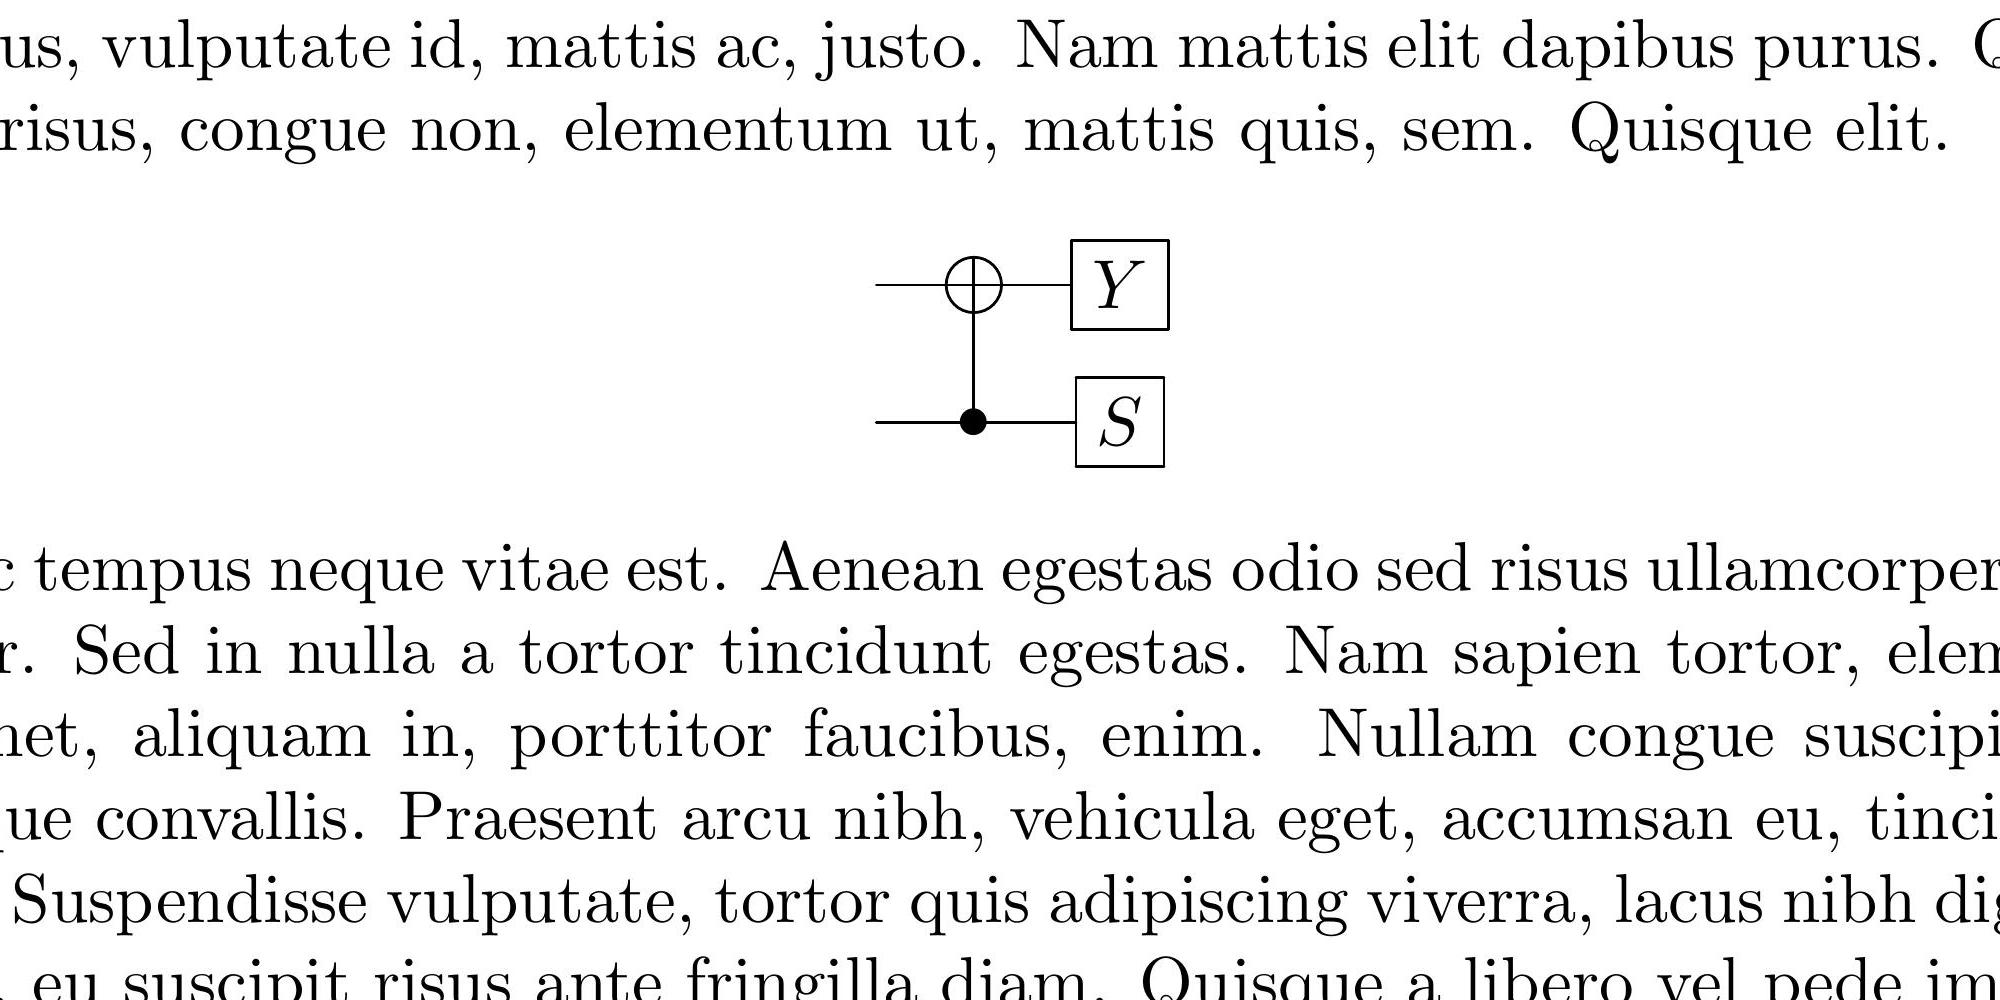 us, vulputate id, mattis ac, justo. Nam mattis elit dapibus purus.
risus, congue non, elementum ut, mattis quis, sem. Quisque elit.
Y
S
c tempus neque vitae est. Aenean egestas odio sed risus ullamcorper
r. Sed in nulla a tortor tincidunt egestas. Nam sapien tortor, elem
net, aliquam in, porttitor faucibus, enim. Nullam congue suscipi
ue convallis. Praesent arcu nibh, vehicula eget, accumsan eu, tinci
Suspendisse vulputate, tortor quis adipiscing viverra, lacus nibh dig
eu suscipit risus ante fringilla diam. Quisque a libero vel pede im